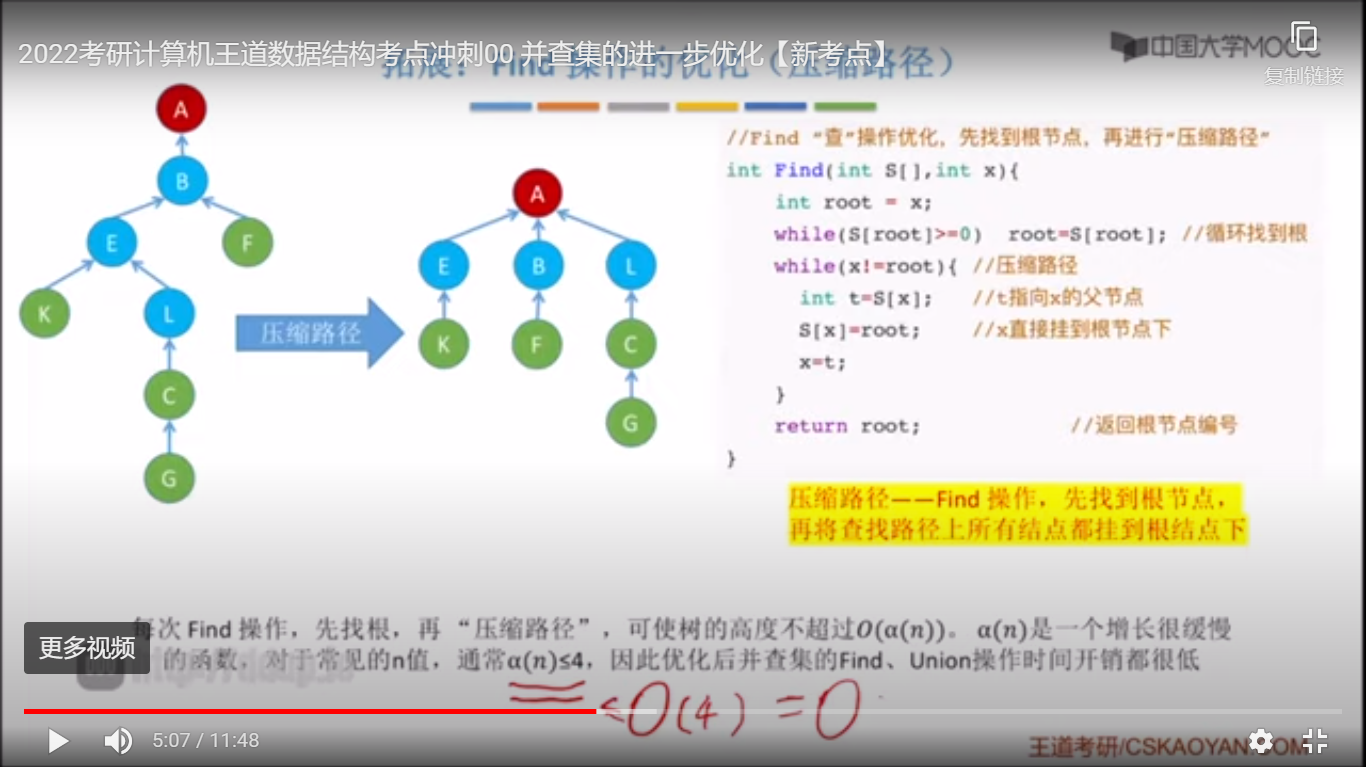 2022考研计算机王道数据结构考点冲刺00 并查集的进一步优化【新考点】
拓展：Find 操作的优化（压缩路径）
中国大学MOOC
复制链接
A
B
E
F
K
L
C
G
压缩路径
A
E
B
L
K
F
C
G
//Find “查”操作优化，先找到根节点，再进行“压缩路径”
int Find(int S[],int x){
int root = x;
while(S[root]>=0) root=S[root]; //循环找到根
while(x!=root){ //压缩路径
int t=S[x]; //t指向x的父节点
S[x]=root; //x直接挂到根节点下
x=t;
}
return root; //返回根节点编号
}
压缩路径——Find 操作，先找到根节点，
再将查找路径上所有结点都挂到根结点下
每次 Find 操作，先找根，再“压缩路径”，可使树的高度不超过O(α(n))。α(n)是一个增长很缓慢
更多视频
的函数，对于常见的n值，通常α(n)≤4，因此优化后并查集的Find、Union操作时间开销都很低
≤O(4) = O
5:07 / 11:48
王道考研/CSKAOYAN.COM